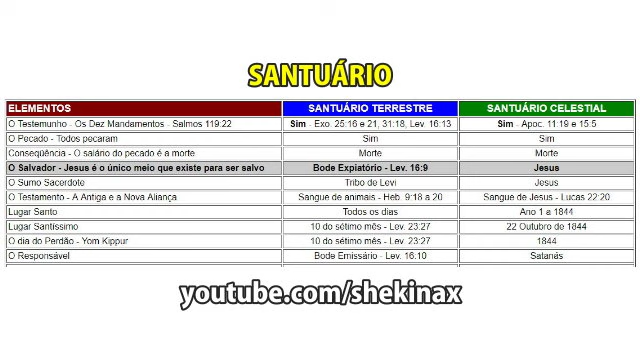 SANTUÁRIO
ELEMENTOS SANTUÁRIO TERRESTRE SANTUÁRIO CELESTIAL
O Testemunho - Os Dez Mandamentos - Salmos 119:22 Sim - Exo. 25:16 e 21, 31:18, Lev. 16:13 Sim - Apoc. 11:19 e 15:5
O Pecado - Todos pecaram Sim Sim
Conseqüência - O salário do pecado é a morte Morte Morte
O Salvador - Jesus é o único meio que existe para ser salvo Bode Expiatório - Lev. 16:9 Jesus
O Sumo Sacerdote Tribo de Levi Jesus
O Testamento - A Antiga e a Nova Aliança Sangue de animais - Heb. 9:18 a 20 Sangue de Jesus - Lucas 22:20
Lugar Santo Todos os dias Ano 1 a 1844
Lugar Santíssimo 10 do sétimo mês - Lev. 23:27 22 Outubro de 1844
O dia do Perdão - Yom Kippur 10 do sétimo mês - Lev. 23:27 1844
O Responsável Bode Emissário - Lev. 16:10 Satanás
youtube.com/shekinax